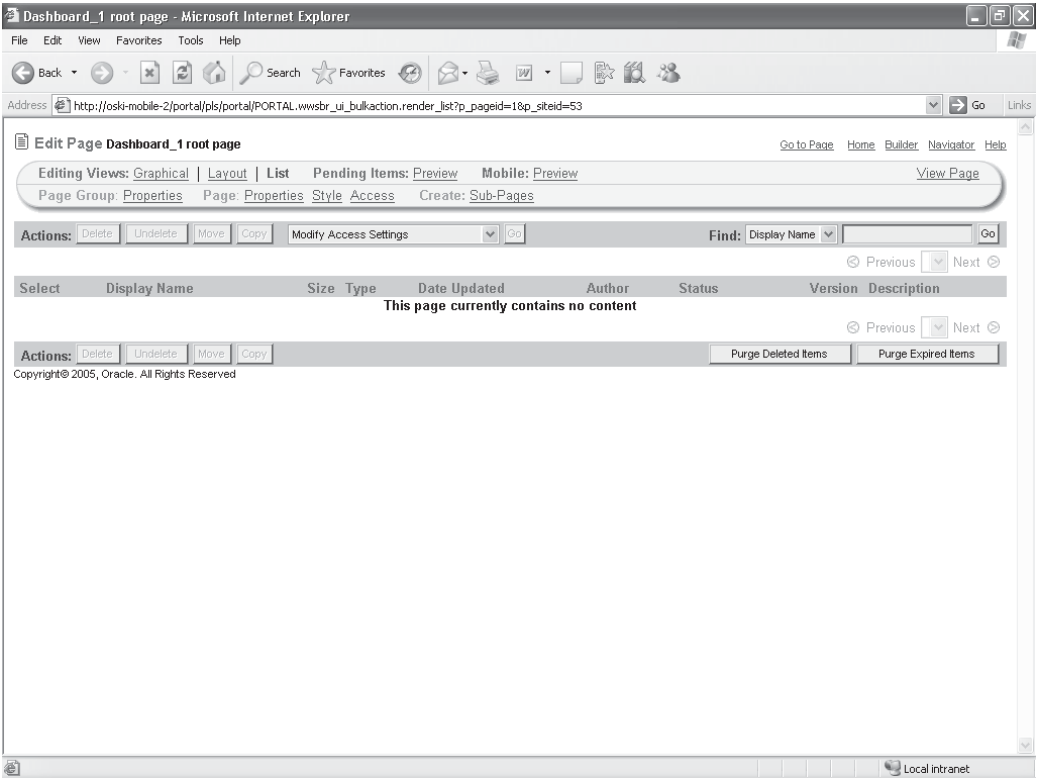 Dashboard_1 root page - Microsoft Internet Explorer
File Edit View Favorites Tools Help
Back Search Favorites
Address http://oski-mobile-2/portal/pls/portal/PORTAL.wwsbr_ui_bulkaction.render_list?p_pageid=1&p_siteid=53 Go Links
Edit Page Dashboard_1 root page Go to Page Home Builder Navigator Help
Editing Views: Graphical | Layout | List Pending Items: Preview Mobile: Preview View Page
Page Group: Properties Page: Properties Style Access Create: Sub-Pages
Actions: Delete Undelete Move Copy Modify Access Settings Go Find: Display Name Go
Previous Next
Select Display Name Size Type Date Updated Author Status Version Description
This page currently contains no content
Previous Next
Actions: Delete Undelete Move Copy Purge Deleted Items Purge Expired Items
Copyright© 2005, Oracle. All Rights Reserved
Local intranet